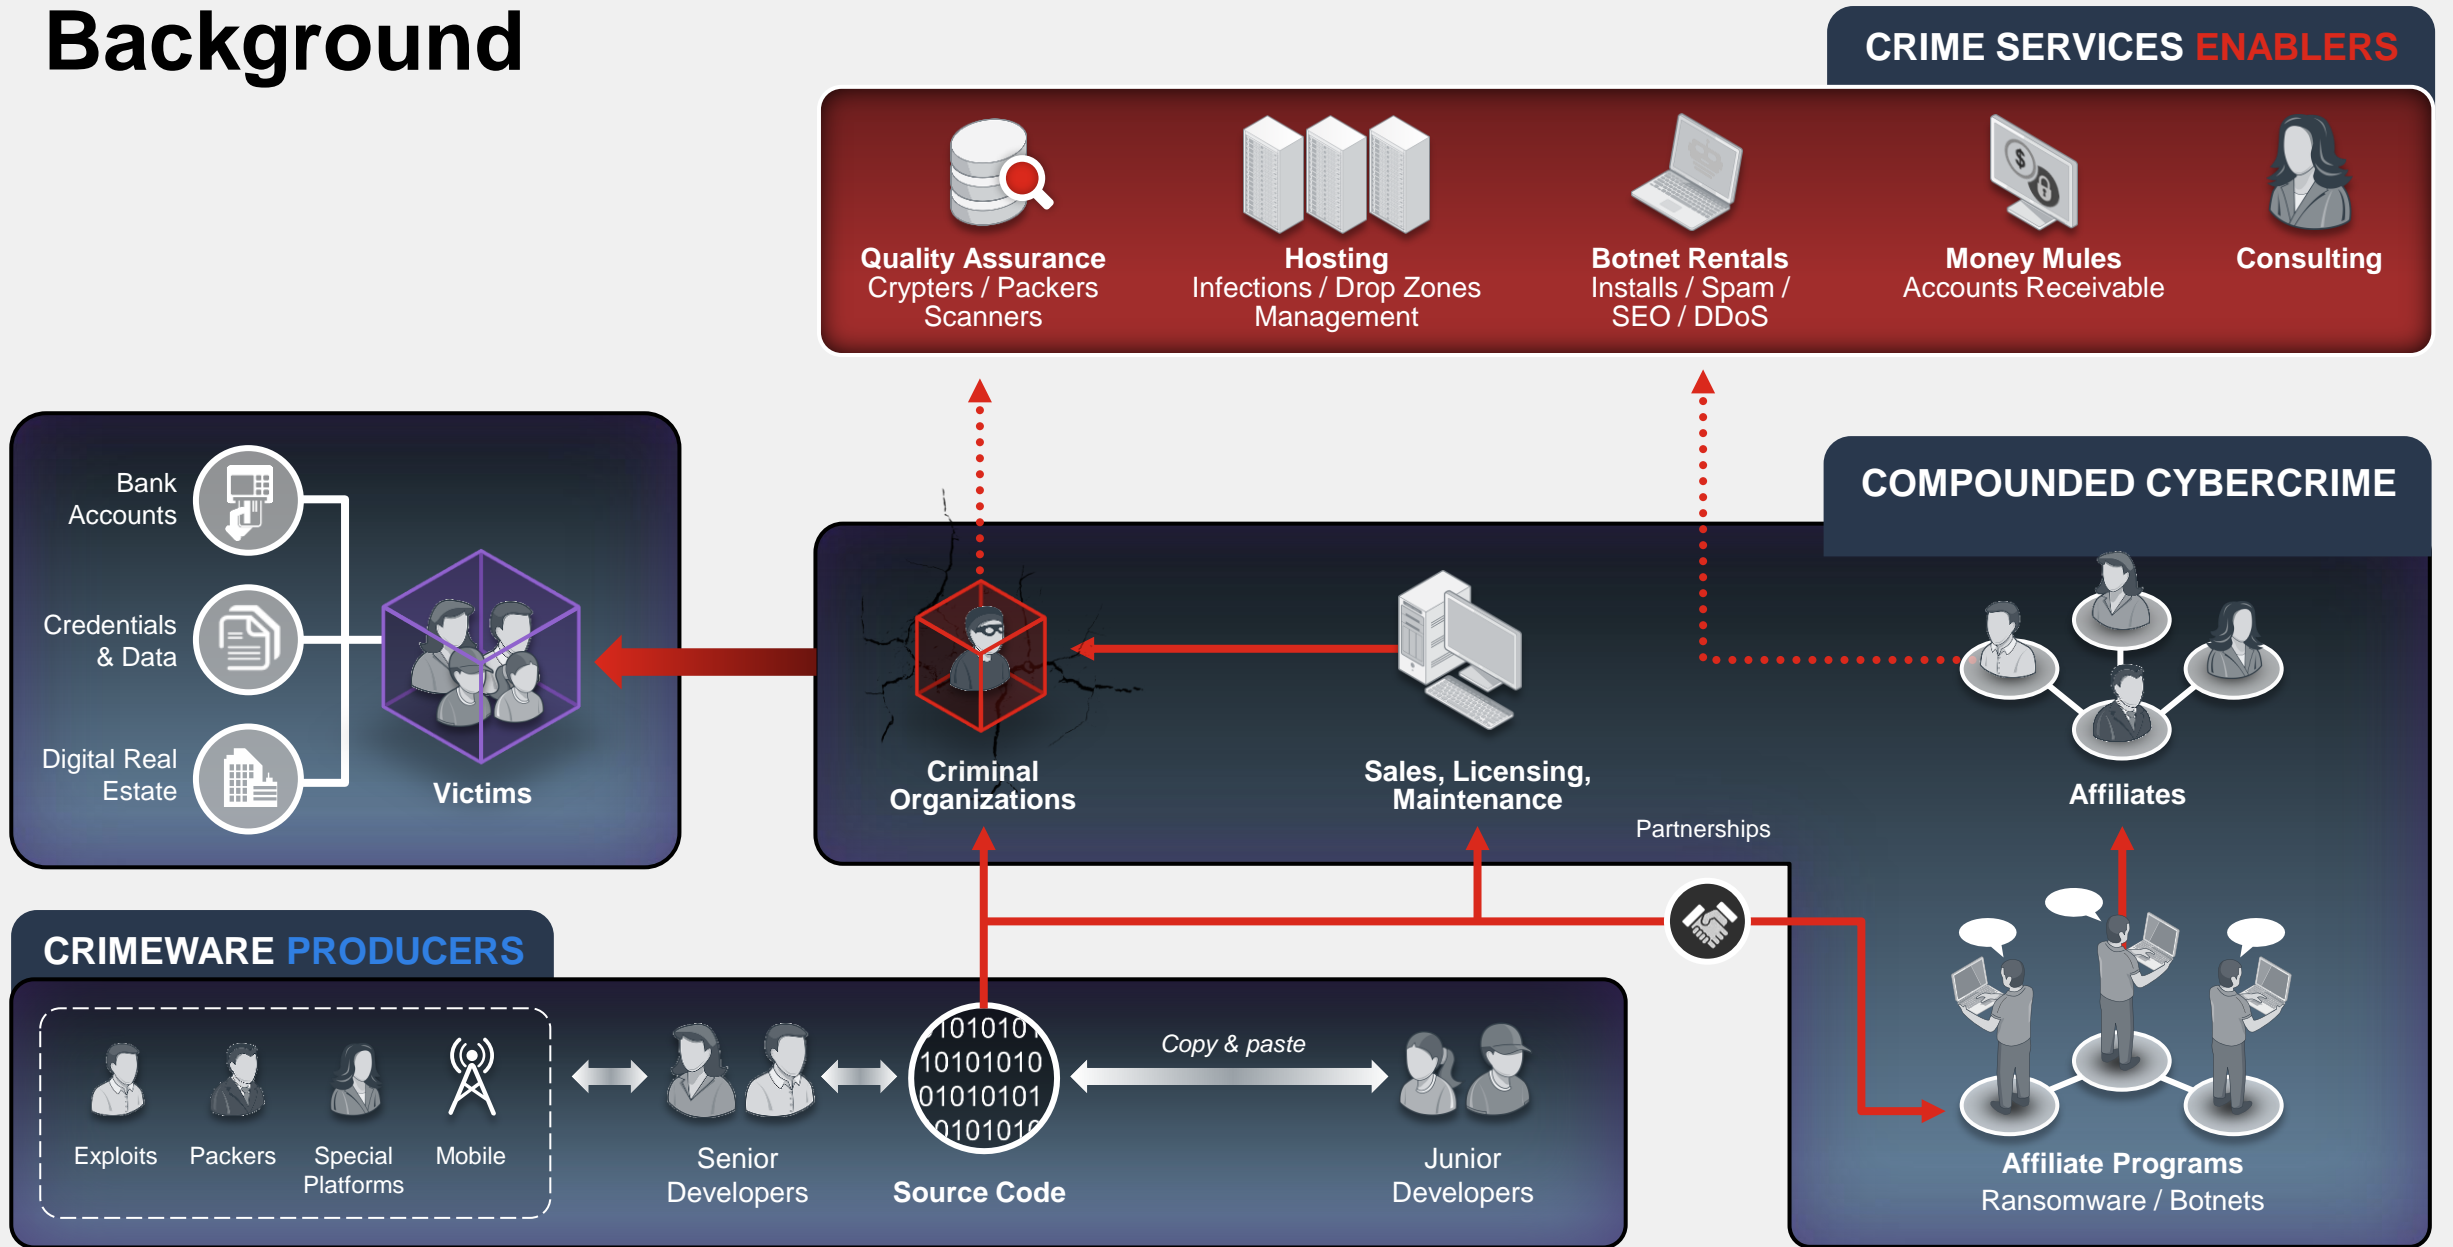 Background
CRIME SERVICES ENABLERS
Quality Assurance
Crypters / Packers
Scanners
Hosting
Infections / Drop Zones
Management
Botnet Rentals
Installs / Spam /
SEO / DDoS
Money Mules
Accounts Receivable
Consulting
Bank
Accounts
Credentials
& Data
Digital Real
Estate
Victims
COMPOUNDED CYBERCRIME
Criminal
Organizations
Sales, Licensing,
Maintenance
Partnerships
Affiliates
Affiliate Programs
Ransomware / Botnets
CRIMEWARE PRODUCERS
Exploits
Packers
Special
Platforms
Mobile
Senior
Developers
10101010
01010101
Source Code
Copy & paste
Junior
Developers